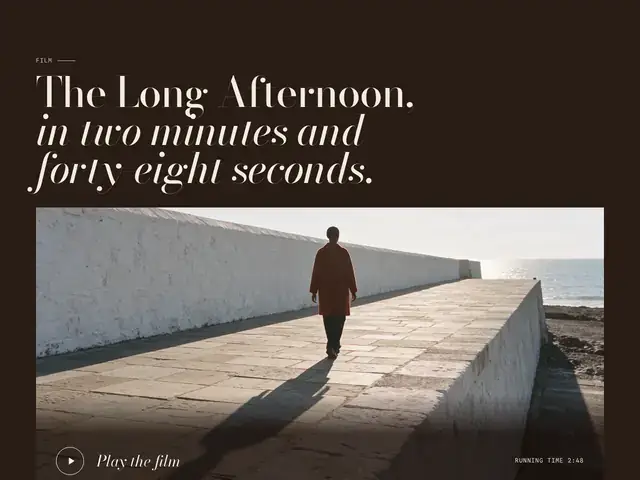 FILM
The Long Afternoon,
in two minutes and
forty eight seconds.
Play the film
RUNNING TIME 2:48